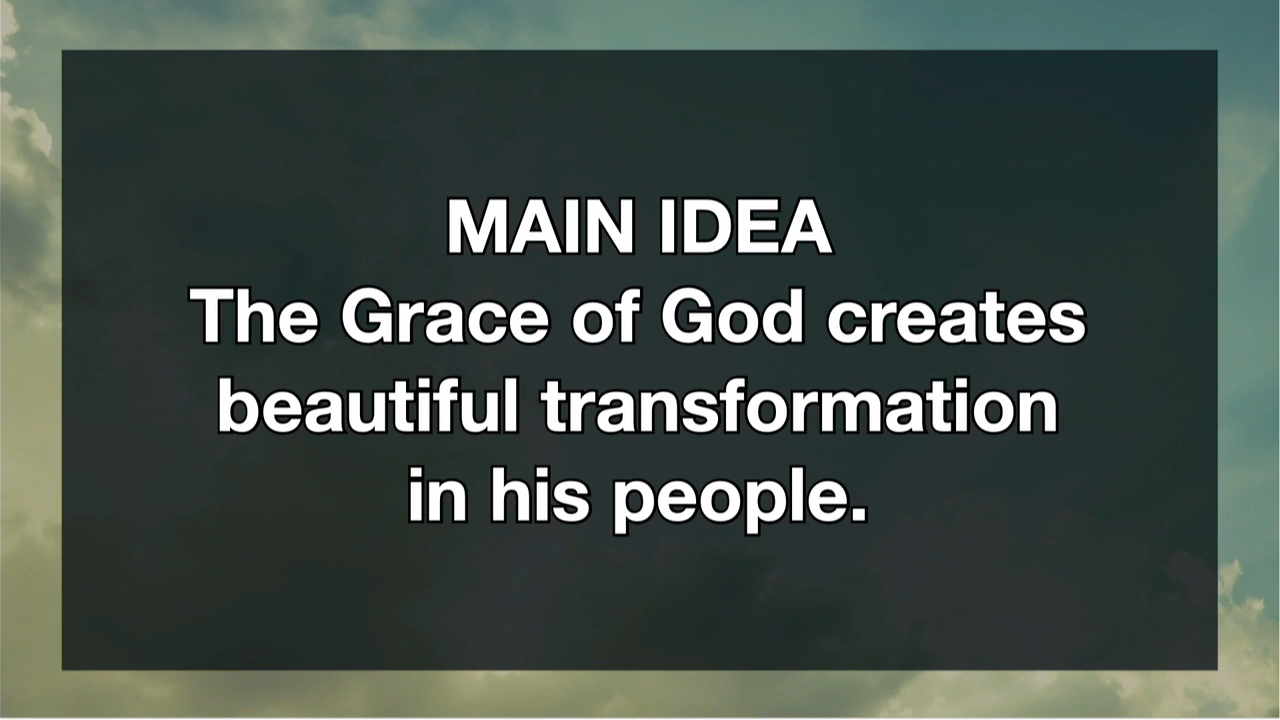 MAIN IDEA
The Grace of God creates
beautiful transformation
in his people.